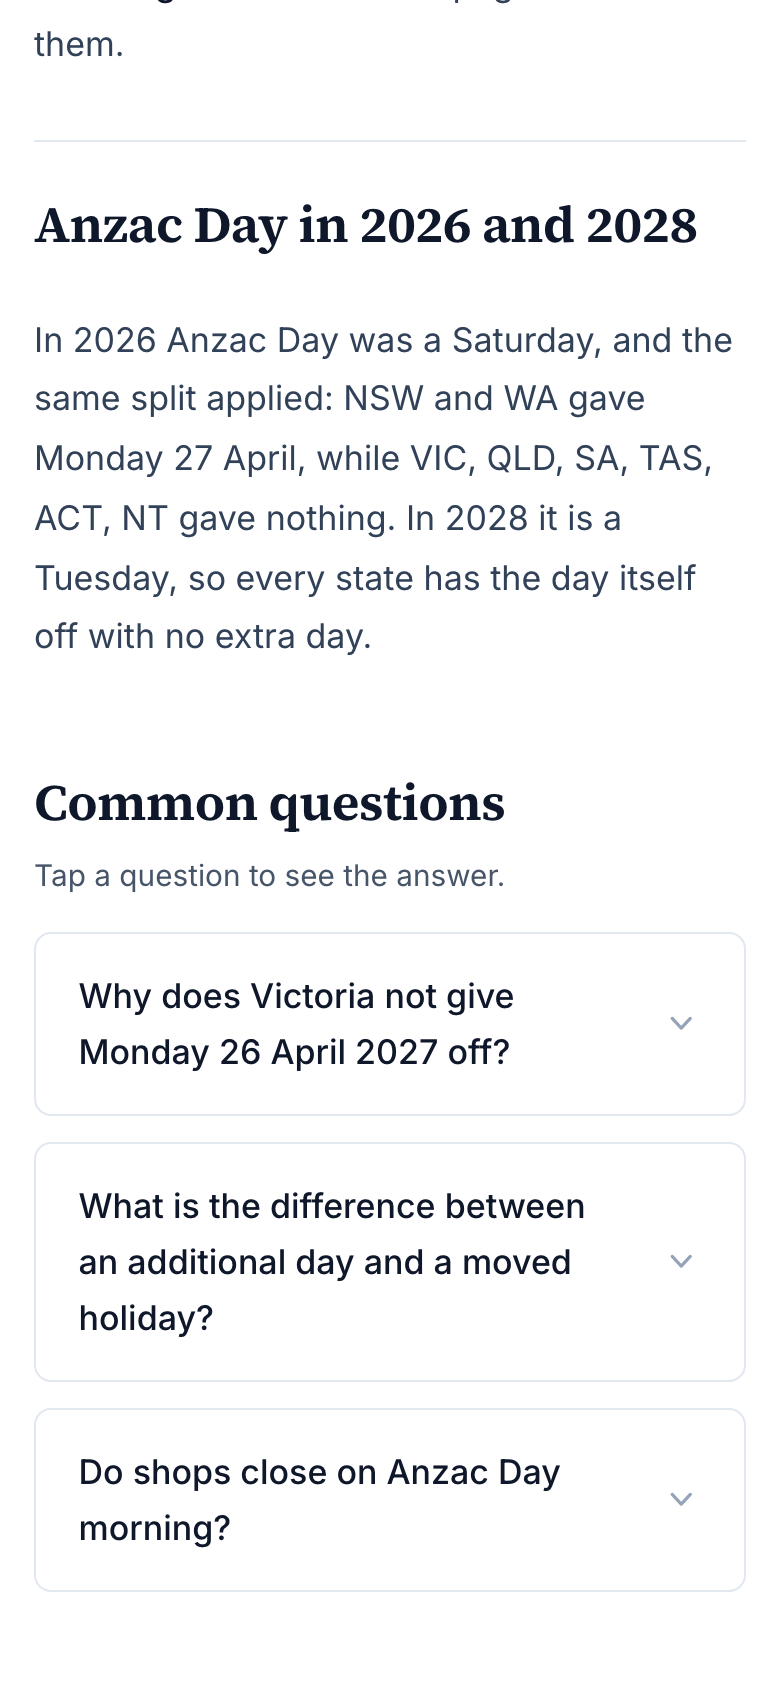 them.
Anzac Day in 2026 and 2028
In 2026 Anzac Day was a Saturday, and the
same split applied: NSW and WA gave
Monday 27 April, while VIC, QLD, SA, TAS,
ACT, NT gave nothing. In 2028 it is a
Tuesday, so every state has the day itself
off with no extra day.
Common questions
Tap a question to see the answer.
Why does Victoria not give
Monday 26 April 2027 off?
What is the difference between
an additional day and a moved
holiday?
Do shops close on Anzac Day
morning?